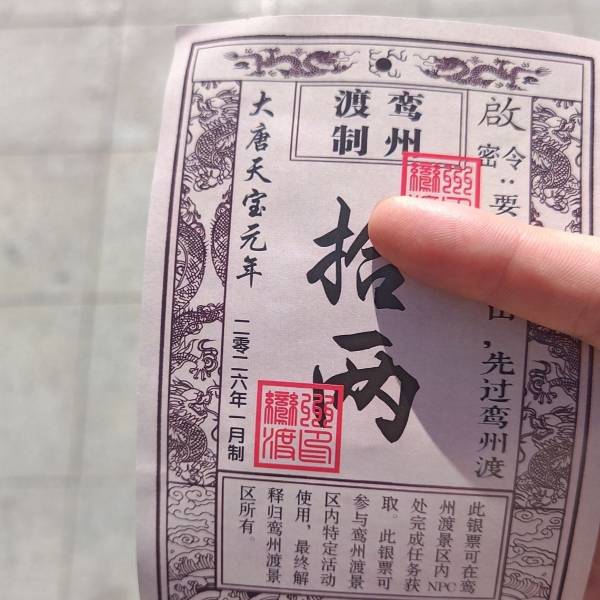 啟
密令：要
，先过鸾州渡
鸾州
渡制
拾两
大唐天宝元年
二零二六年一月制
此银票可在鸾
州渡景区内NPC
处完成任务获
取。此银票可
参与鸾州渡景
区内特定活动
使用，最终解
释归鸾州渡景
区所有。